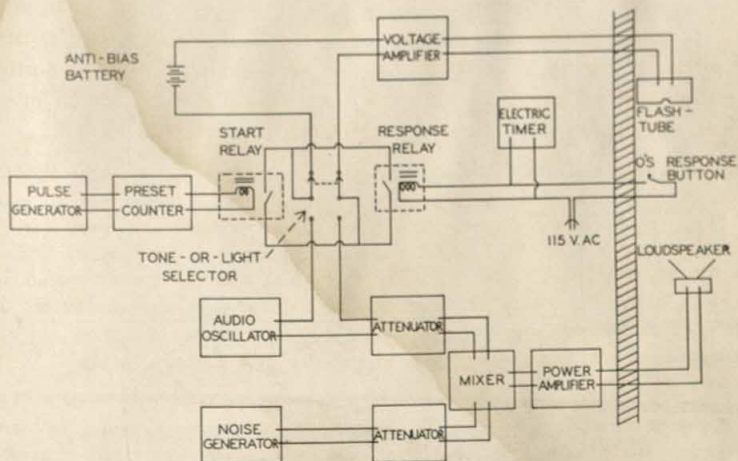 VOLTAGE
AMPLIFIER
ANTI-BIAS
BATTERY
ELECTRIC
TIMER
FLASH-
TUBE
START
RELAY
RESPONSE
RELAY
O'S RESPONSE
BUTTON
PULSE
GENERATOR
PRESET
COUNTER
115 V. AC
TONE-OR-LIGHT
SELECTOR
LOUDSPEAKER
AUDIO
OSCILLATOR
ATTENUATOR
MIXER
POWER
AMPLIFIER
NOISE
GENERATOR
ATTENUATOR